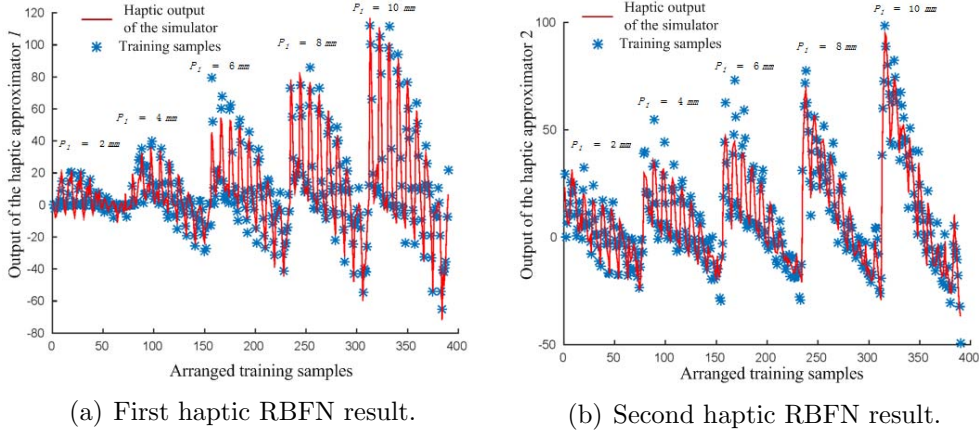 Haptic output
of the simulator
Training samples
P₁ = 2 mm
P₁ = 4 mm
P₁ = 6 mm
P₁ = 8 mm
P₁ = 10 mm
Output of the haptic approximator 1
120
100
80
60
40
20
0
-20
-40
-60
-80
0 50 100 150 200 250 300 350 400
Arranged training samples
(a) First haptic RBFN result.
Haptic output
of the simulator
Training samples
P₁ = 2 mm
P₁ = 4 mm
P₁ = 6 mm
P₁ = 8 mm
P₁ = 10 mm
Output of the haptic approximator 2
100
50
0
-50
0 50 100 150 200 250 300 350 400
Arranged training samples
(b) Second haptic RBFN result.